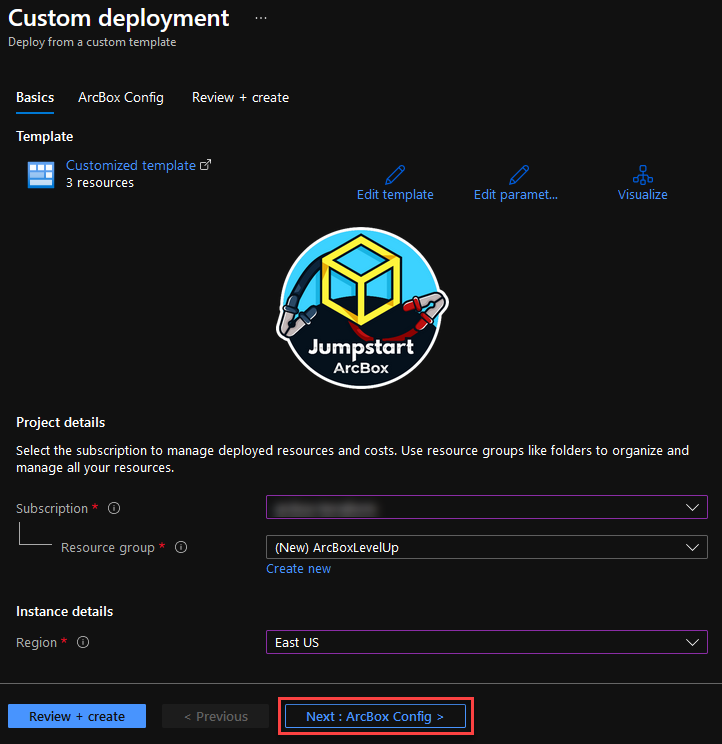 Custom deployment ...
Deploy from a custom template
Basics ArcBox Config Review + create
Template
Customized template
3 resources
Edit template Edit paramet... Visualize
Jumpstart
ArcBox
Project details
Select the subscription to manage deployed resources and costs. Use resource groups like folders to organize and
manage all your resources.
Subscription *
Resource group * (New) ArcBoxLevelUp
Create new
Instance details
Region * East US
Review + create < Previous Next : ArcBox Config >